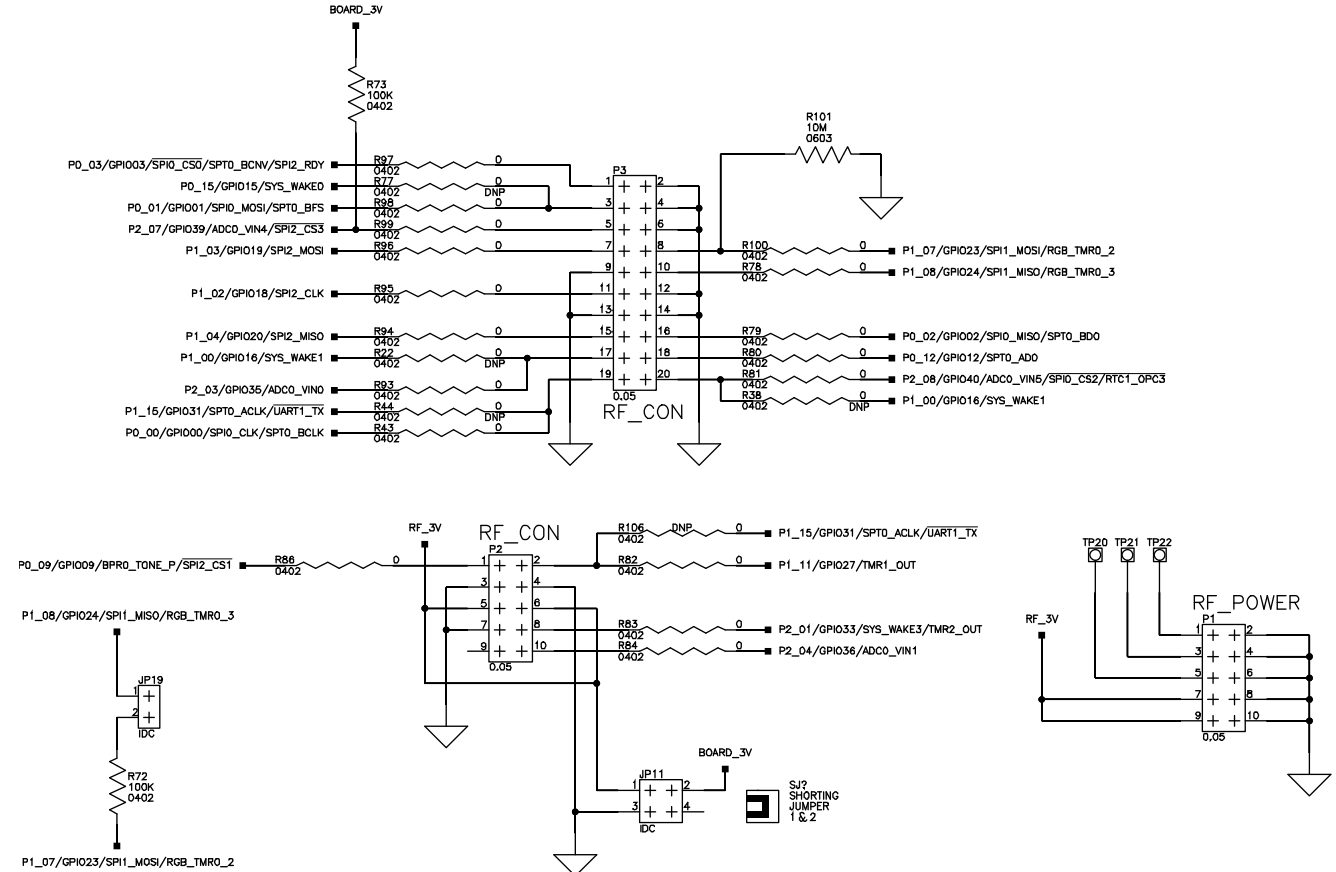 BOARD_3V
R73
100K
0402
R101
10M
0603
P0_03/GPIO03/SPI0_CS0/SPT0_BCNV/SPI2_RDY R97 0402 0
P0_15/GPIO15/SYS_WAKE0 R77 0402 0 DNP
P0_01/GPIO01/SPI0_MOSI/SPT0_BFS R98 0402 0
P2_07/GPIO39/ADC0_VIN4/SPI2_CS3 R99 0402 0
P1_03/GPIO19/SPI2_MOSI R96 0402 0
P1_02/GPIO18/SPI2_CLK R95 0402 0
P1_04/GPIO20/SPI2_MISO R94 0402 0
P1_00/GPIO16/SYS_WAKE1 R22 0402 0 DNP
P2_03/GPIO35/ADC0_VIN0 R93 0402 0
P1_15/GPIO31/SPT0_ACLK/UART1_TX R44 0402 0 DNP
P0_00/GPIO00/SPI0_CLK/SPT0_BCLK R43 0402 0
P3
1 2
3 4
5 6
7 8
9 10
11 12
13 14
15 16
17 18
19 20
0.05
RF_CON
R100 0402 0 P1_07/GPIO23/SPI1_MOSI/RGB_TMR0_2
R78 0402 0 P1_08/GPIO24/SPI1_MISO/RGB_TMR0_3
R79 0402 0 P0_02/GPIO02/SPI0_MISO/SPT0_BD0
R80 0402 0 P0_12/GPIO12/SPT0_AD0
R81 0402 0 P2_08/GPIO40/ADC0_VIN5/SPI0_CS2/RTC1_OPC3
R38 0402 0 DNP P1_00/GPIO16/SYS_WAKE1
P0_09/GPIO09/BPR0_TONE_P/SPI2_CS1 R86 0402 0
RF_3V
RF_CON
P2
1 2
3 4
5 6
7 8
9 10
0.05
R106 0402 DNP 0 P1_15/GPIO31/SPT0_ACLK/UART1_TX
R82 0402 0 P1_11/GPIO27/TMR1_OUT
R83 0402 0 P2_01/GPIO33/SYS_WAKE3/TMR2_OUT
R84 0402 0 P2_04/GPIO36/ADC0_VIN1
P1_08/GPIO24/SPI1_MISO/RGB_TMR0_3
JP19
1
2
IDC
R72
100K
0402
P1_07/GPIO23/SPI1_MOSI/RGB_TMR0_2
BOARD_3V
JP11
1 2
3 4
IDC
SJ?
SHORTING
JUMPER
1 & 2
TP20 TP21 TP22
RF_3V
RF_POWER
P1
1 2
3 4
5 6
7 8
9 10
0.05